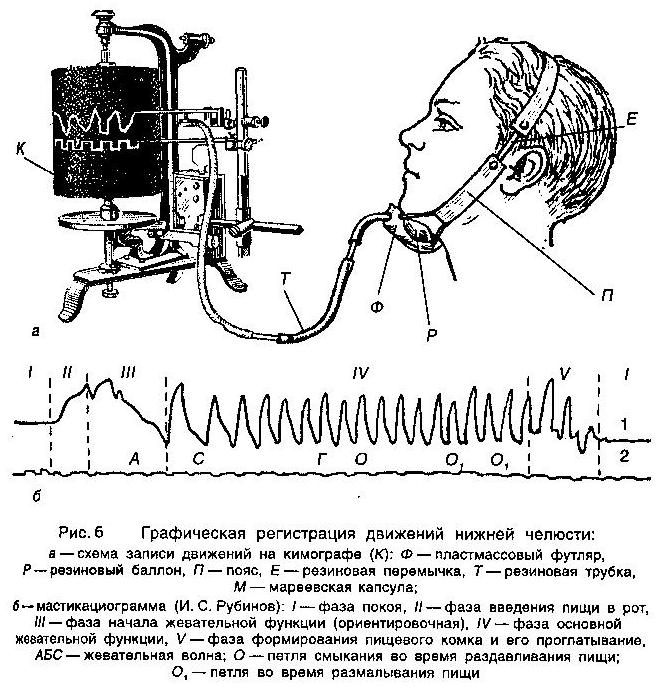 К
Е
Т
Ф
Р
П
а
I II III IV V I
1
А С Г О О₁ О₁ 2
б
Рис. 6 Графическая регистрация движений нижней челюсти:
а — схема записи движений на кимографе (К): Ф — пластмассовый футляр,
Р — резиновый баллон, П — пояс, Е — резиновая перемычка, Т — резиновая трубка,
М — мареевская капсула;
б — мастикациограмма (И. С. Рубинов): I — фаза покоя, II — фаза введения пищи в рот,
III — фаза начала жевательной функции (ориентировочная), IV — фаза основной
жевательной функции, V — фаза формирования пищевого комка и его проглатывание,
АБС — жевательная волна; О — петля смыкания во время раздавливания пищи;
О₁ — петля во время размалывания пищи